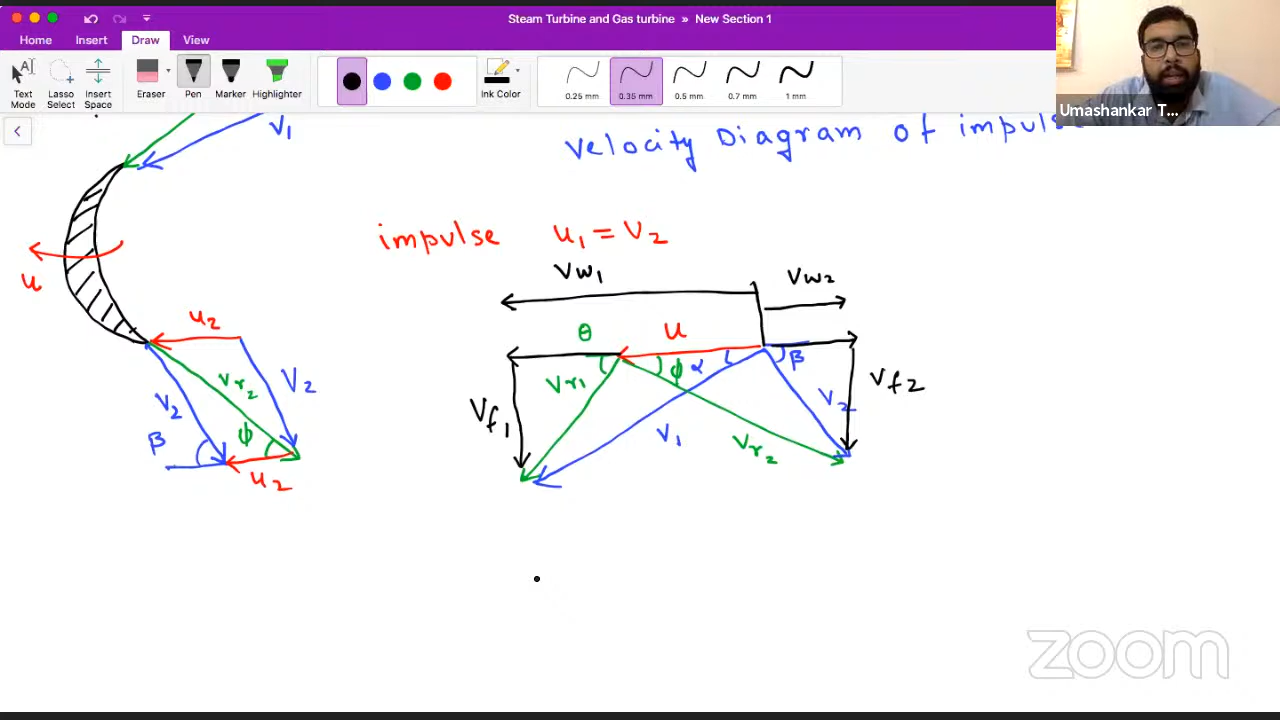 Steam Turbine and Gas turbine » New Section 1
Home Insert Draw View
Text Mode
Lasso Select
Insert Space
Eraser
Pen
Marker
Highlighter
Ink Color
0.25 mm
0.35 mm
0.5 mm
0.7 mm
1 mm
Umashankar T...
V1
Velocity Diagram of impulse
impulse u1 = V2
Vw1
Vw2
u
u2
θ
u
Vr2
V2
V2
Vr1
ϕ
α
β
Vf1
Vf2
V2
β
ϕ
V1
Vr2
u2
zoom